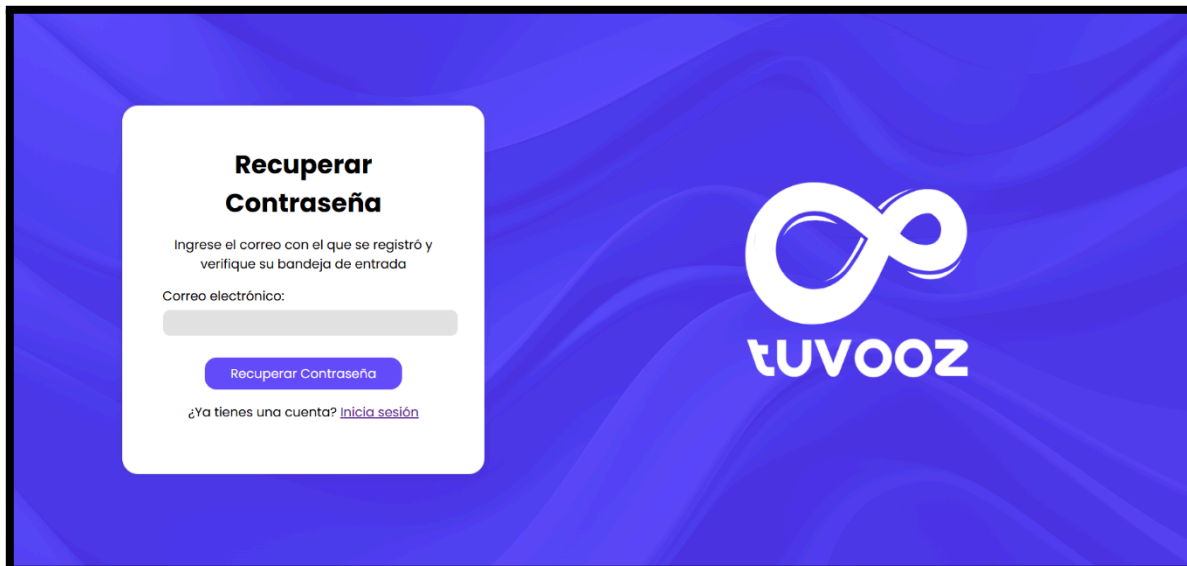 Recuperar
Contraseña
Ingrese el correo con el que se registró y
verifique su bandeja de entrada
Correo electrónico:
Recuperar Contraseña
¿Ya tienes una cuenta? Inicia sesión
tuvooz